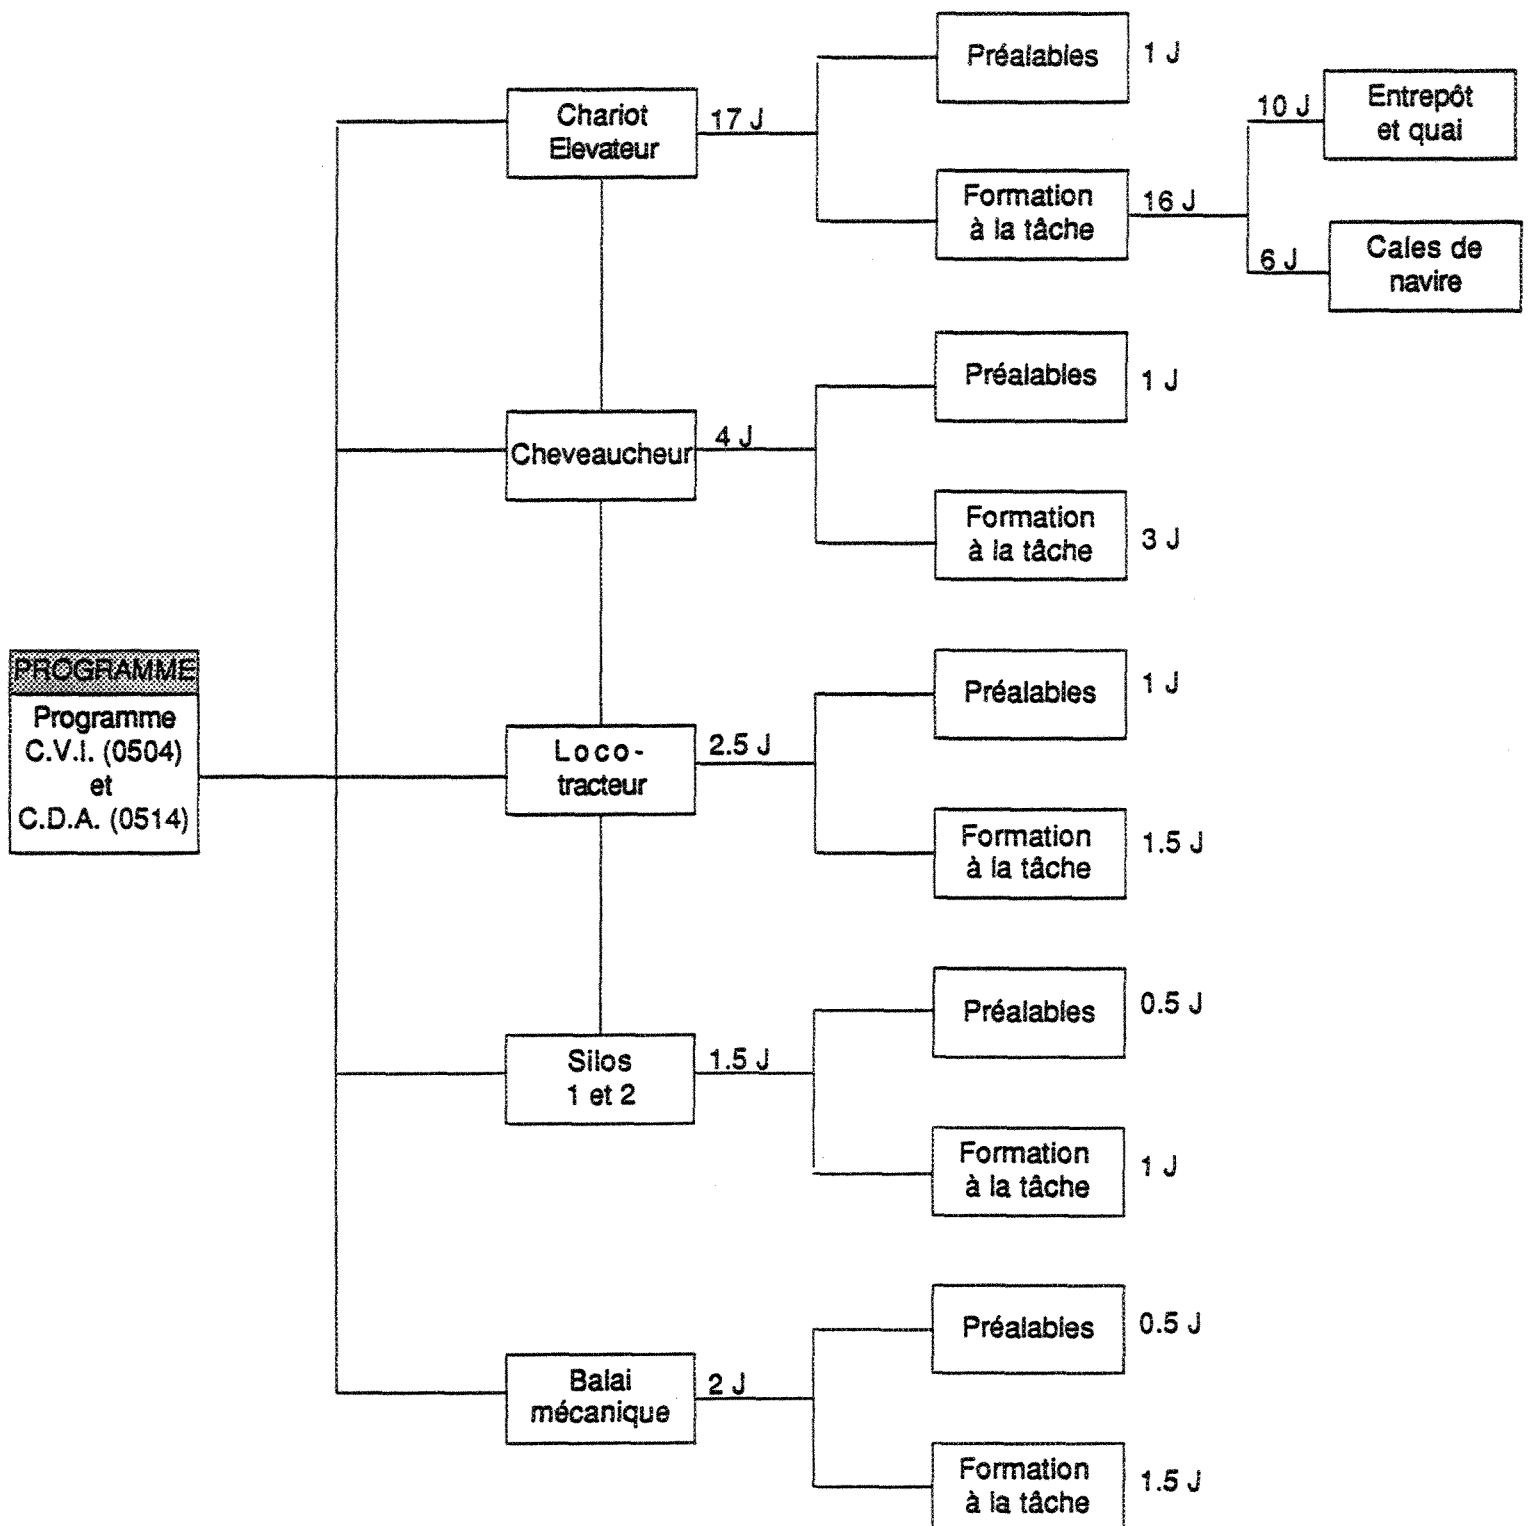 PROGRAMME
Programme
C.V.I. (0504)
et
C.D.A. (0514)
Chariot
Elevateur
17 J
Préalables
1 J
Formation
à la tâche
16 J
10 J
Entrepôt
et quai
6 J
Cales de
navire
Cheveaucheur
4 J
Préalables
1 J
Formation
à la tâche
3 J
Loco-
tracteur
2.5 J
Préalables
1 J
Formation
à la tâche
1.5 J
Silos
1 et 2
1.5 J
Préalables
0.5 J
Formation
à la tâche
1 J
Balai
mécanique
2 J
Préalables
0.5 J
Formation
à la tâche
1.5 J